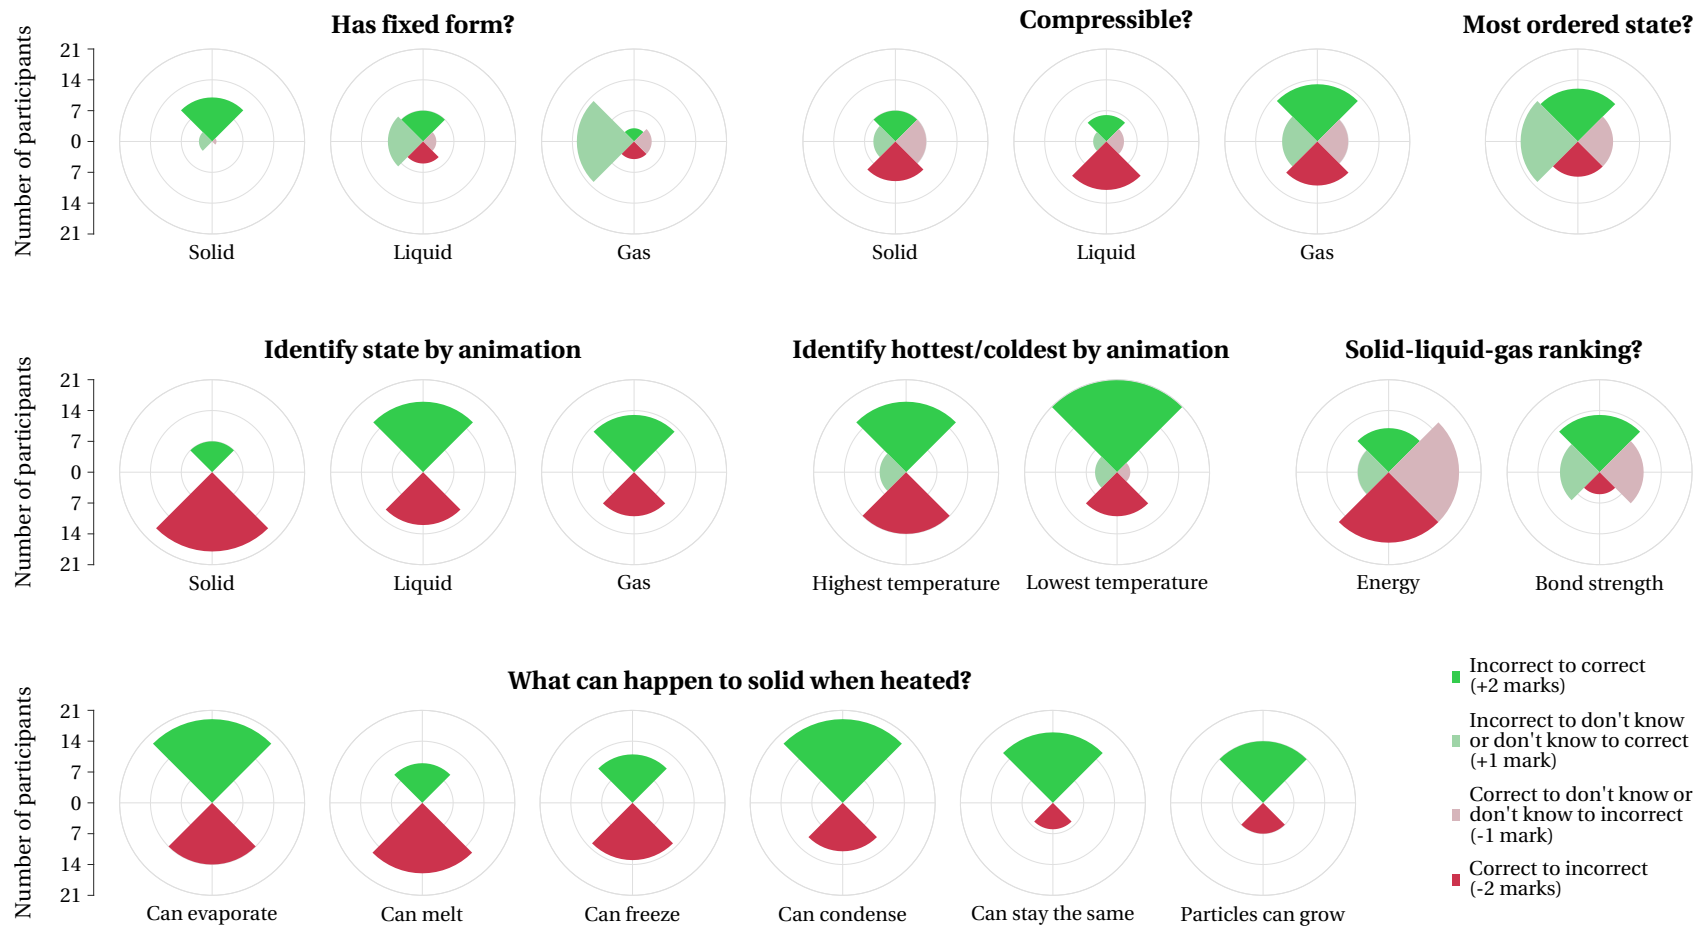 Has fixed form?
Compressible?
Most ordered state?
Number of participants
21
14
7
0
7
14
21
Solid
Liquid
Gas
Solid
Liquid
Gas
Identify state by animation
Identify hottest/coldest by animation
Solid-liquid-gas ranking?
Number of participants
21
14
7
0
7
14
21
Solid
Liquid
Gas
Highest temperature
Lowest temperature
Energy
Bond strength
What can happen to solid when heated?
Number of participants
21
14
7
0
7
14
21
Can evaporate
Can melt
Can freeze
Can condense
Can stay the same
Particles can grow
Incorrect to correct
(+2 marks)
Incorrect to don't know
or don't know to correct
(+1 mark)
Correct to don't know or
don't know to incorrect
(-1 mark)
Correct to incorrect
(-2 marks)